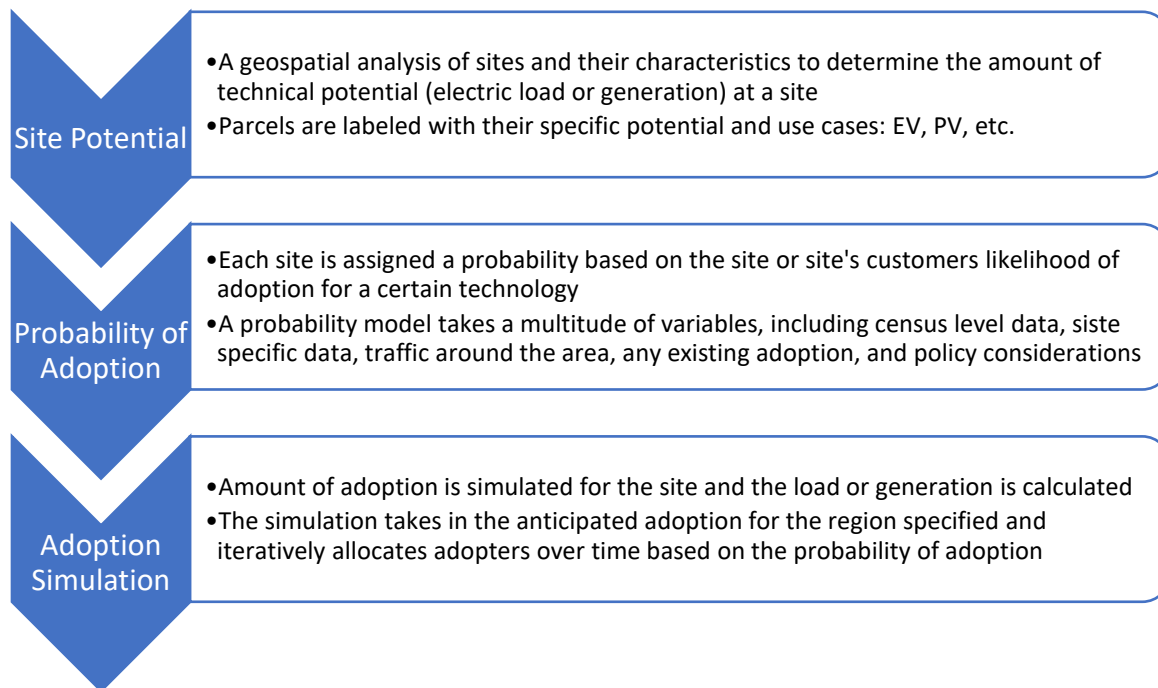 Site Potential
•A geospatial analysis of sites and their characteristics to determine the amount of
technical potential (electric load or generation) at a site
•Parcels are labeled with their specific potential and use cases: EV, PV, etc.
Probability of
Adoption
•Each site is assigned a probability based on the site or site's customers likelihood of
adoption for a certain technology
•A probability model takes a multitude of variables, including census level data, siste
specific data, traffic around the area, any existing adoption, and policy considerations
Adoption
Simulation
•Amount of adoption is simulated for the site and the load or generation is calculated
•The simulation takes in the anticipated adoption for the region specified and
iteratively allocates adopters over time based on the probability of adoption